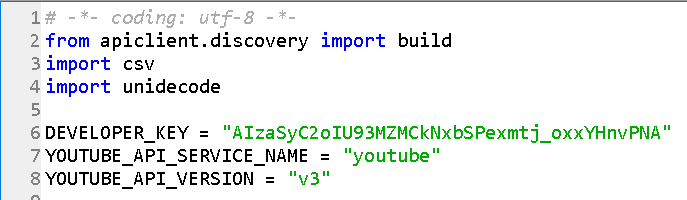 1 # -*- coding: utf-8 -*-
2 from apiclient.discovery import build
3 import csv
4 import unidecode
5
6 DEVELOPER_KEY = "AIzaSyC2oIU93MZMCkNxbSPexmtj_oxxYHnvPNA"
7 YOUTUBE_API_SERVICE_NAME = "youtube"
8 YOUTUBE_API_VERSION = "v3"